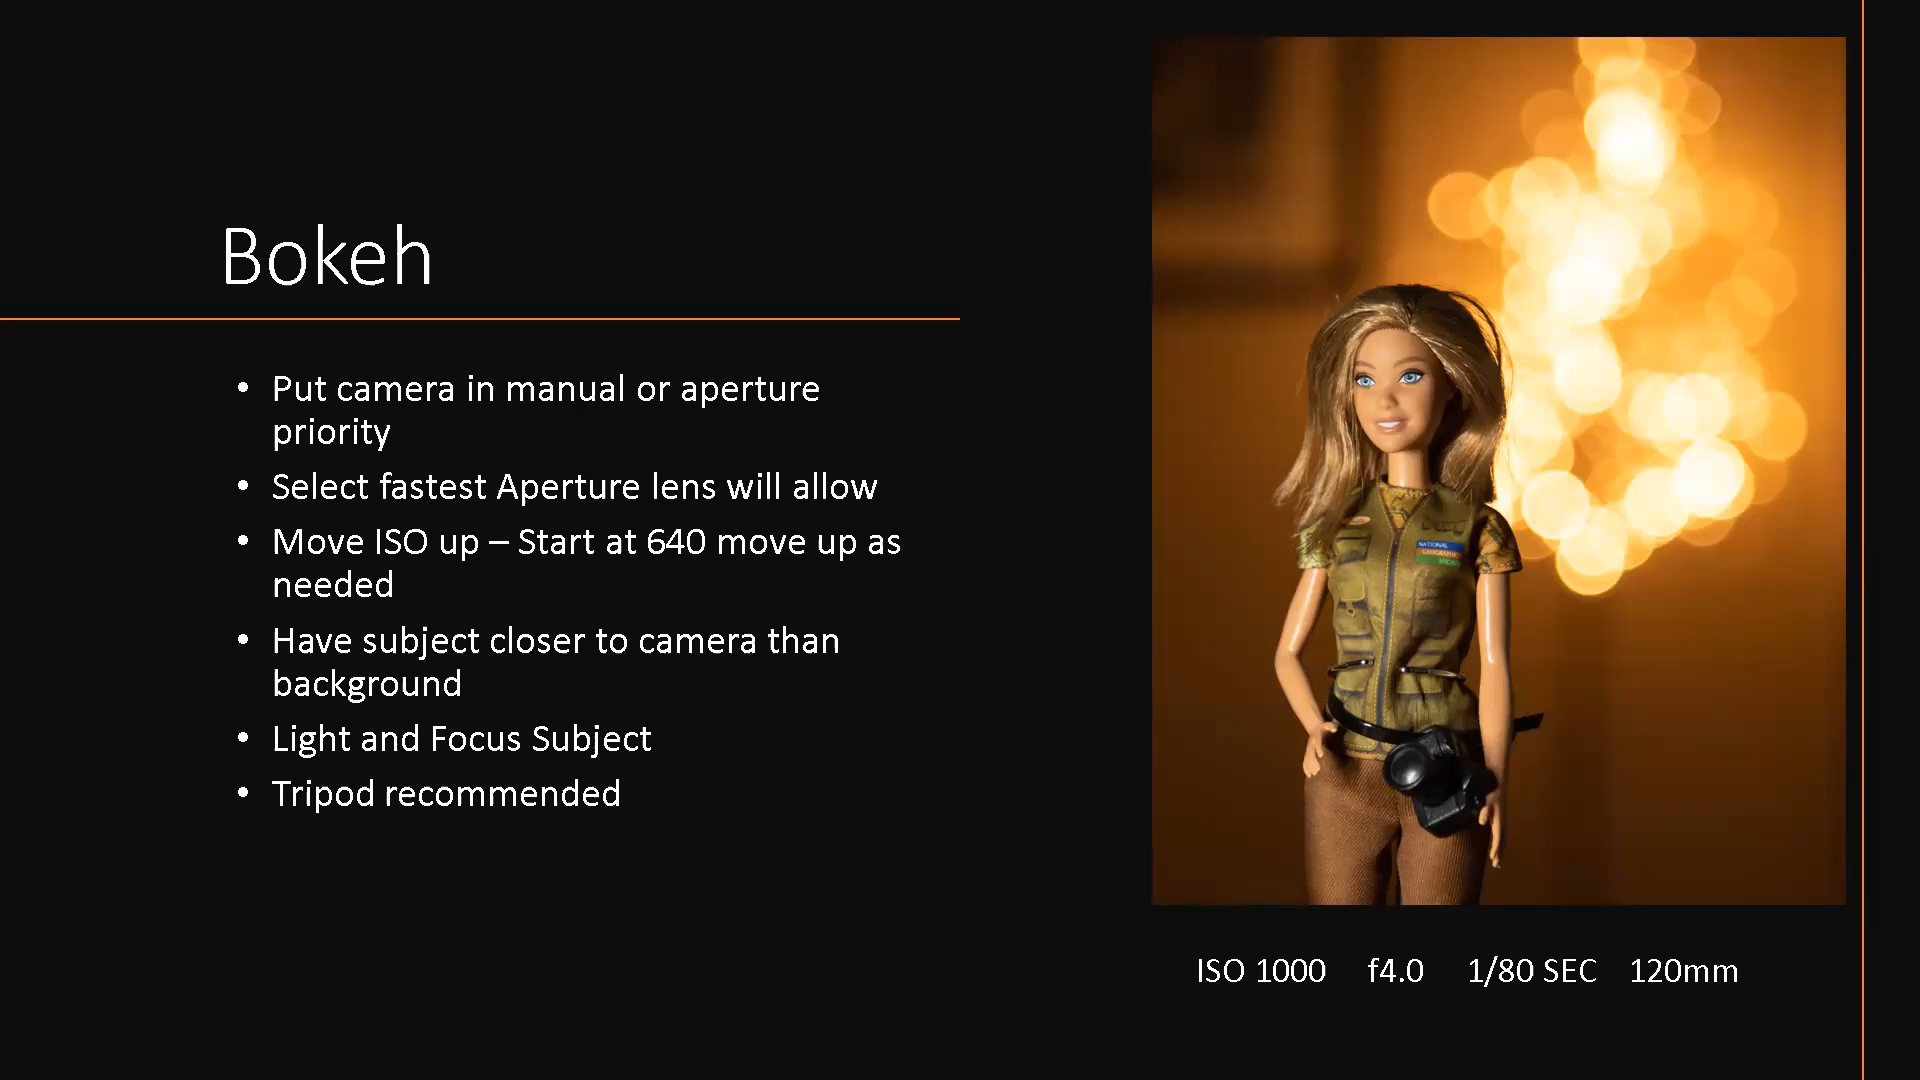 Bokeh
• Put camera in manual or aperture
priority
• Select fastest Aperture lens will allow
• Move ISO up – Start at 640 move up as
needed
• Have subject closer to camera than
background
• Light and Focus Subject
• Tripod recommended
NATIONAL
GEOGRAPHIC
ISO 1000 f4.0 1/80 SEC 120mm